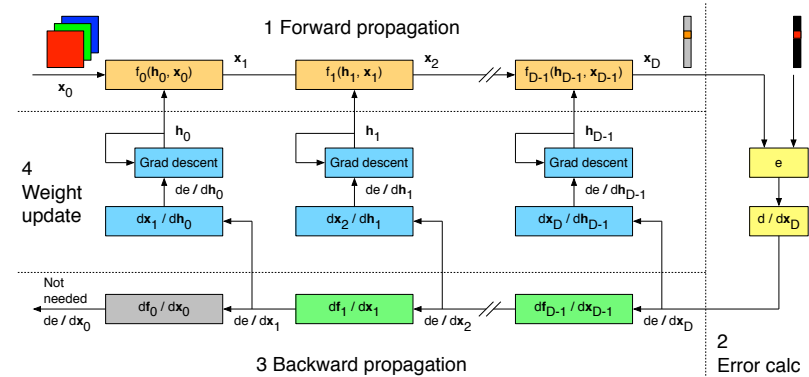 1 Forward propagation
x0
f0(h0, x0)
x1
f1(h1, x1)
x2
fD-1(hD-1, xD-1)
xD
4
Weight
update
h0
Grad descent
de / dh0
dx1 / dh0
h1
Grad descent
de / dh1
dx2 / dh1
hD-1
Grad descent
de / dhD-1
dxD / dhD-1
e
d / dxD
Not
needed
de / dx0
df0 / dx0
de / dx1
df1 / dx1
de / dx2
dfD-1 / dxD-1
de / dxD
3 Backward propagation
2
Error calc